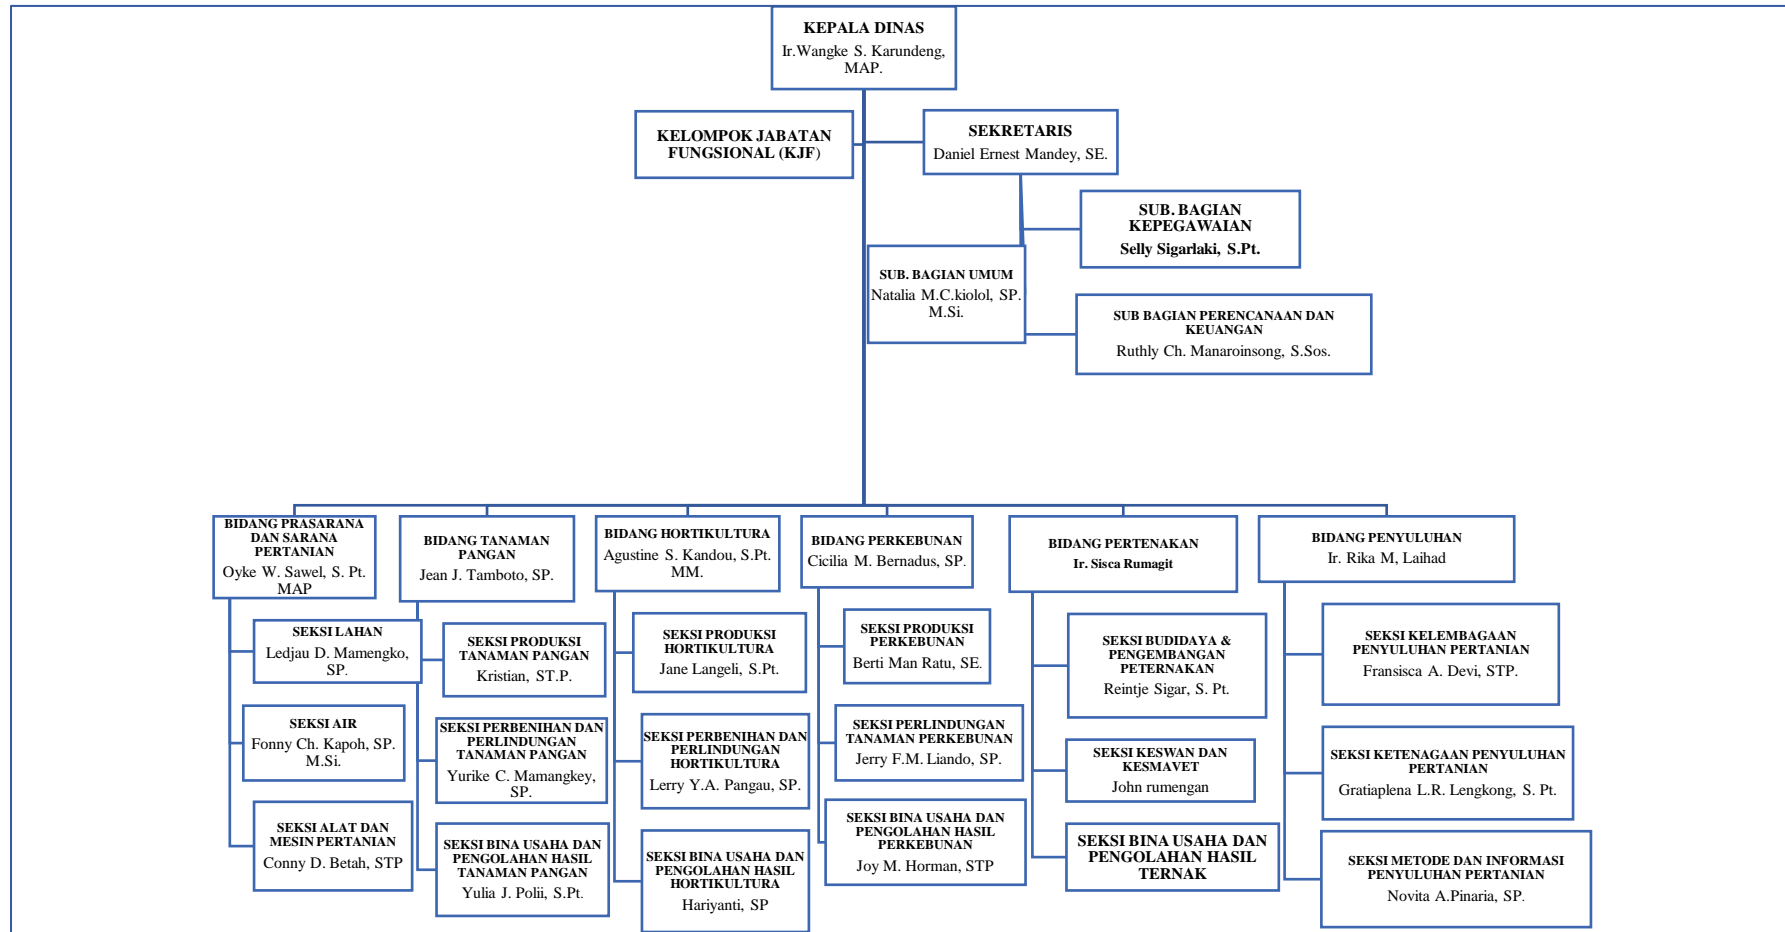 KEPALA DINAS
Ir.Wangke S. Karundeng,
MAP.
KELOMPOK JABATAN
FUNGSIONAL (KJF)
SEKRETARIS
Daniel Ernest Mandey, SE.
SUB. BAGIAN
KEPEGAWAIAN
Selly Sigarlaki, S.Pt.
SUB. BAGIAN UMUM
Natalia M.C.kiolol, SP.
M.Si.
SUB BAGIAN PERENCANAAN DAN
KEUANGAN
Ruthly Ch. Manaroinsong, S.Sos.
BIDANG PRASARANA
DAN SARANA
PERTANIAN
Oyke W. Sawel, S. Pt.
MAP
SEKSI LAHAN
Ledjau D. Mamengko,
SP.
SEKSI AIR
Fonny Ch. Kapoh, SP.
M.Si.
SEKSI ALAT DAN
MESIN PERTANIAN
Conny D. Betah, STP
BIDANG TANAMAN
PANGAN
Jean J. Tamboto, SP.
SEKSI PRODUKSI
TANAMAN PANGAN
Kristian, ST.P.
SEKSI PERBENIHAN DAN
PERLINDUNGAN
TANAMAN PANGAN
Yurike C. Mamangkey,
SP.
SEKSI BINA USAHA DAN
PENGOLAHAN HASIL
TANAMAN PANGAN
Yulia J. Polii, S.Pt.
BIDANG HORTIKULTURA
Agustine S. Kandou, S.Pt.
MM.
SEKSI PRODUKSI
HORTIKULTURA
Jane Langeli, S.Pt.
SEKSI PERBENIHAN DAN
PERLINDUNGAN
HORTIKULTURA
Lerry Y.A. Pangau, SP.
SEKSI BINA USAHA DAN
PENGOLAHAN HASIL
HORTIKULTURA
Hariyanti, SP
BIDANG PERKEBUNAN
Cicilia M. Bernadus, SP.
SEKSI PRODUKSI
PERKEBUNAN
Berti Man Ratu, SE.
SEKSI PERLINDUNGAN
TANAMAN PERKEBUNAN
Jerry F.M. Liando, SP.
SEKSI BINA USAHA DAN
PENGOLAHAN HASIL
PERKEBUNAN
Joy M. Horman, STP
BIDANG PERTENAKAN
Ir. Sisca Rumagit
SEKSI BUDIDAYA &
PENGEMBANGAN
PETERNAKAN
Reintje Sigar, S. Pt.
SEKSI KESWAN DAN
KESMAVET
John rumengan
SEKSI BINA USAHA DAN
PENGOLAHAN HASIL
TERNAK
BIDANG PENYULUHAN
Ir. Rika M, Laihad
SEKSI KELEMBAGAAN
PENYULUHAN PERTANIAN
Fransisca A. Devi, STP.
SEKSI KETENAGAAN PENYULUHAN
PERTANIAN
Gratiaplena L.R. Lengkong, S. Pt.
SEKSI METODE DAN INFORMASI
PENYULUHAN PERTANIAN
Novita A.Pinaria, SP.